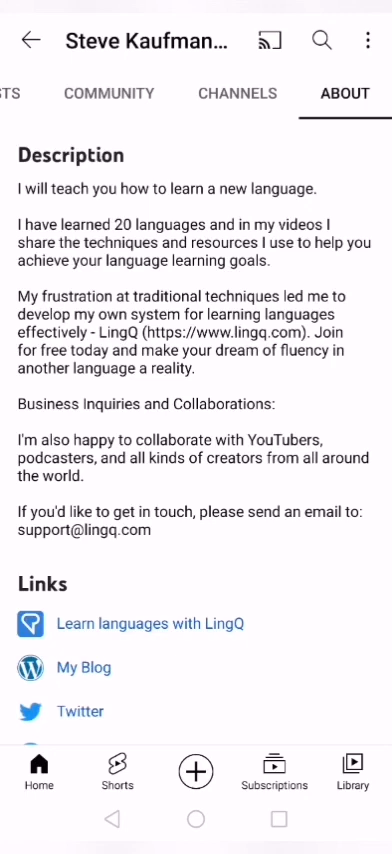 Steve Kaufman...
TS COMMUNITY CHANNELS ABOUT
Description
I will teach you how to learn a new language.
I have learned 20 languages and in my videos I
share the techniques and resources I use to help you
achieve your language learning goals.
My frustration at traditional techniques led me to
develop my own system for learning languages
effectively - LingQ (https://www.lingq.com). Join
for free today and make your dream of fluency in
another language a reality.
Business Inquiries and Collaborations:
I'm also happy to collaborate with YouTubers,
podcasters, and all kinds of creators from all around
the world.
If you'd like to get in touch, please send an email to:
support@lingq.com
Links
Learn languages with LingQ
My Blog
Twitter
Home Shorts Subscriptions Library